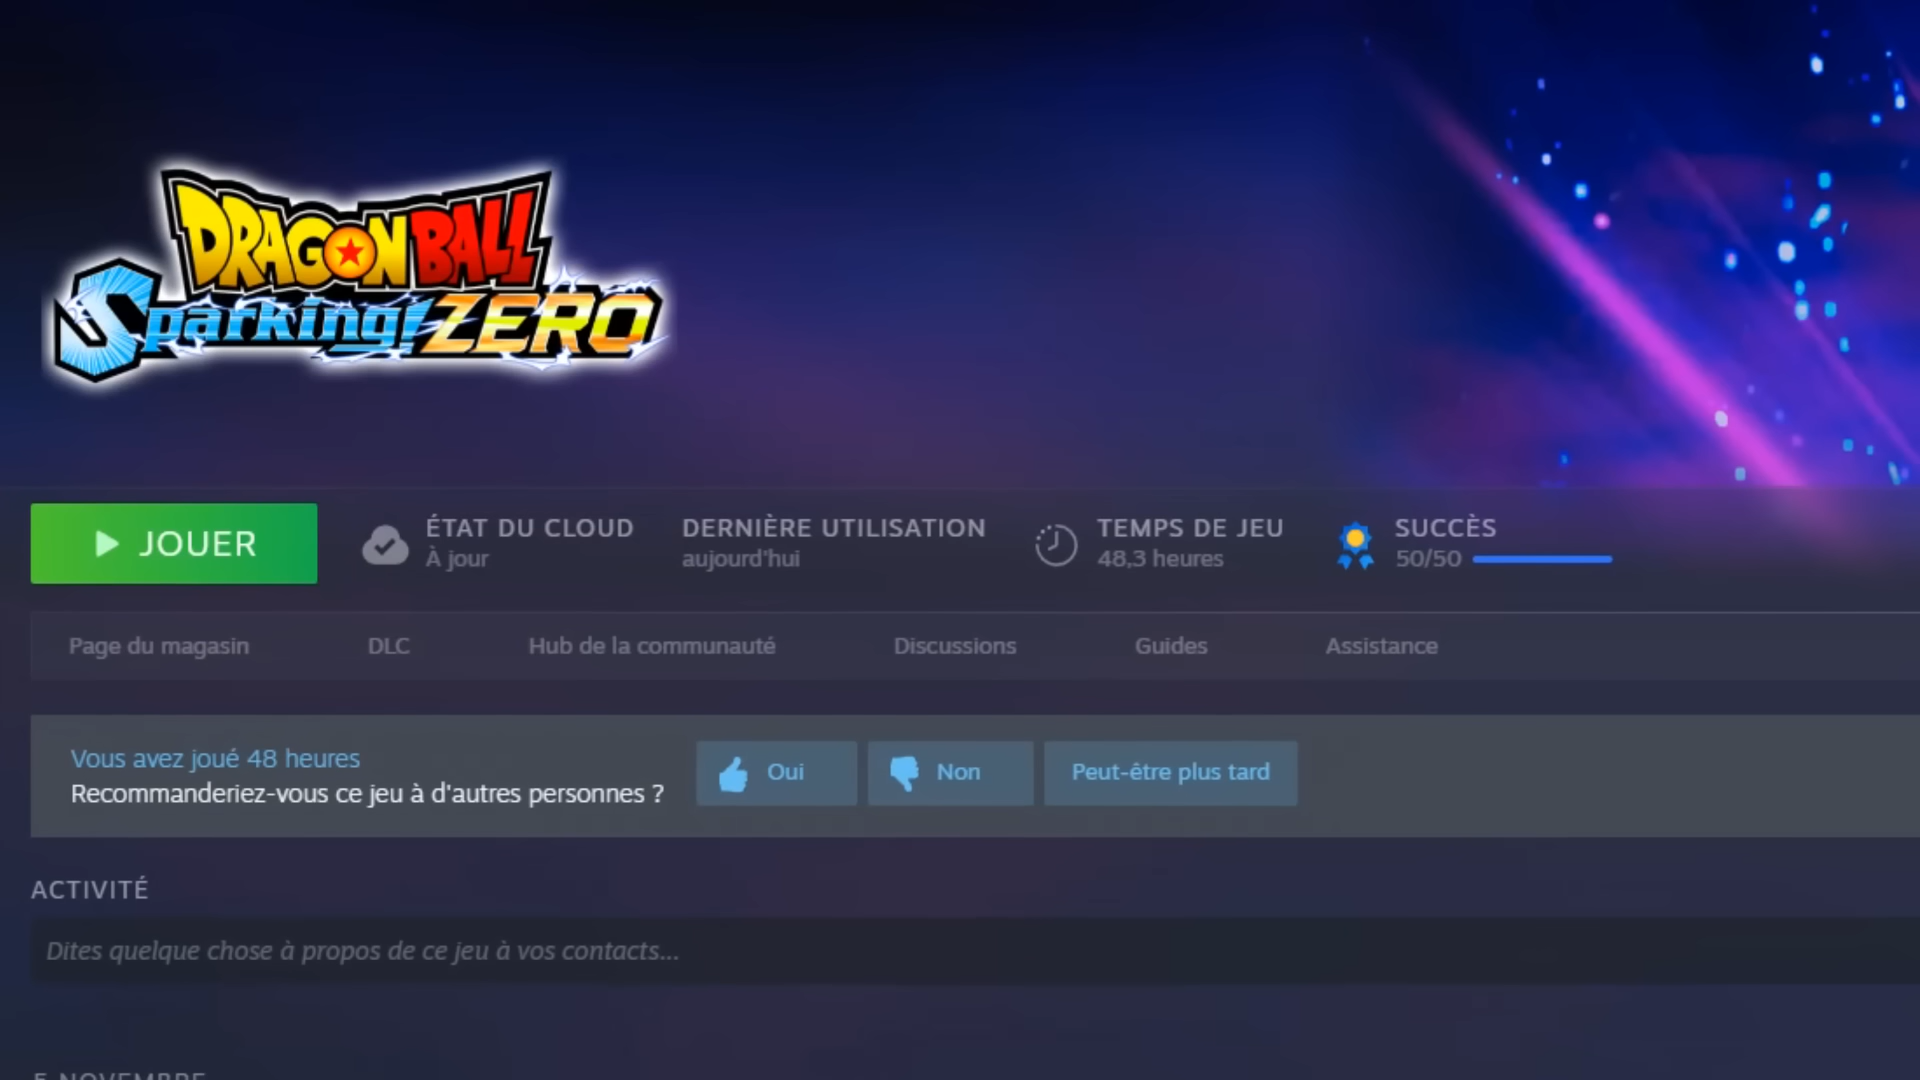 DRAGON BALL
Sparking! ZERO
JOUER
ÉTAT DU CLOUD
À jour
DERNIÈRE UTILISATION
aujourd'hui
TEMPS DE JEU
48,3 heures
SUCCÈS
50/50
Page du magasin
DLC
Hub de la communauté
Discussions
Guides
Assistance
Vous avez joué 48 heures
Recommanderiez-vous ce jeu à d'autres personnes ?
Oui
Non
Peut-être plus tard
ACTIVITÉ
Dites quelque chose à propos de ce jeu à vos contacts...
5 NOVEMBRE